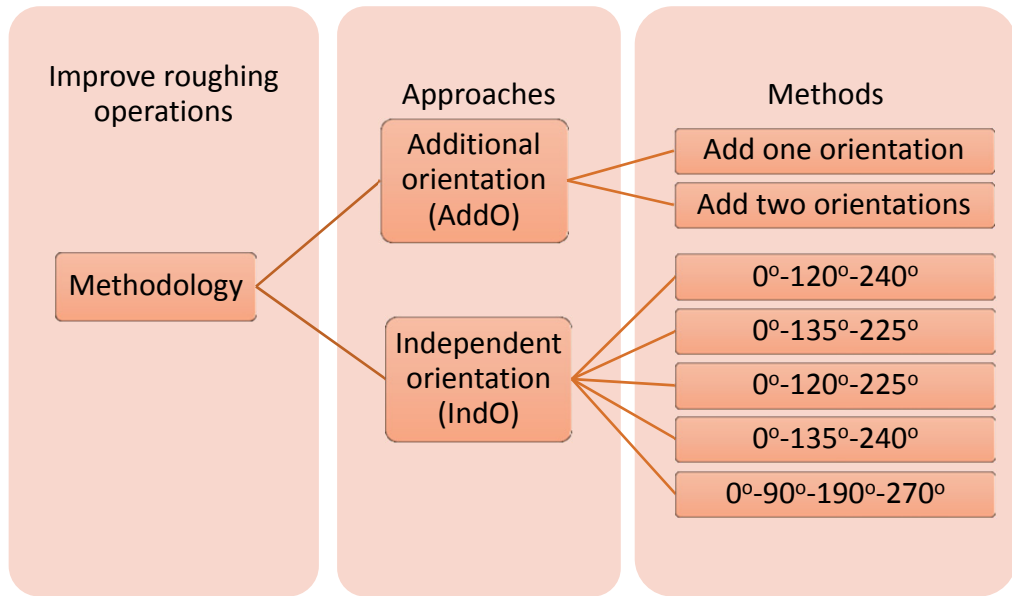 Improve roughing
operations
Methodology
Approaches
Additional
orientation
(AddO)
Independent
orientation
(IndO)
Methods
Add one orientation
Add two orientations
0º-120º-240º
0º-135º-225º
0º-120º-225º
0º-135º-240º
0º-90º-190º-270º